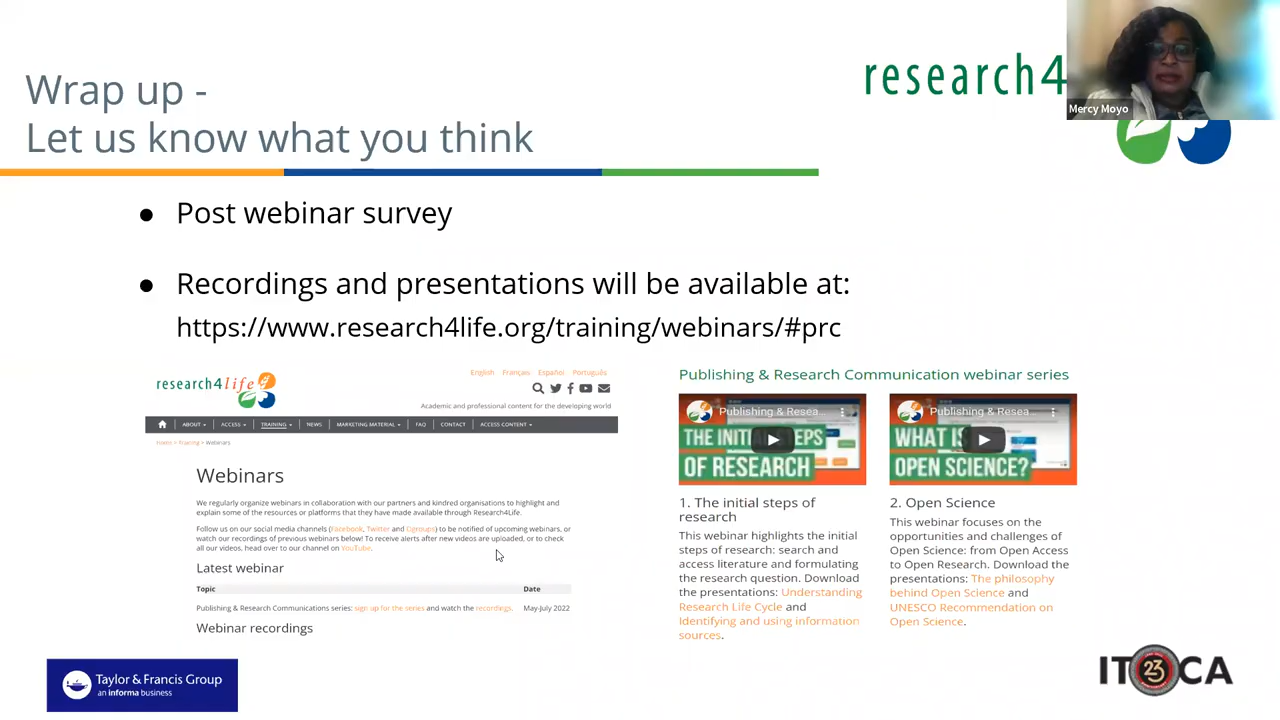 Wrap up -
Let us know what you think
research4
Mercy Moyo
● Post webinar survey
● Recordings and presentations will be available at:
https://www.research4life.org/training/webinars/#prc
research4life
English Français Español Português
Academic and professional content for the developing world
ABOUT ACCESS TRAINING NEWS MARKETING MATERIAL FAQ CONTACT ACCESS CONTENT
Home > Training > Webinars
Webinars
We regularly organize webinars in collaboration with our partners and kindred organisations to highlight and
explain some of the resources or platforms that they have made available through Research4Life.
Follow us on our social media channels (Facebook, Twitter and Dgroups) to be notified of upcoming webinars, or
watch our recordings of previous webinars below! To receive alerts after new videos are uploaded, or to check
all our videos, head over to our channel on YouTube.
Latest webinar
Topic Date
Publishing & Research Communications series: sign up for the series and watch the recordings. May-July 2022
Webinar recordings
Publishing & Research Communication webinar series
Publishing & Resea...
THE INITIAL STEPS
OF RESEARCH
1. The initial steps of
research
This webinar highlights the initial
steps of research: search and
access literature and formulating
the research question. Download
the presentations: Understanding
Research Life Cycle and
Identifying and using information
sources.
Publishing & Resea...
WHAT IS
OPEN SCIENCE?
2. Open Science
This webinar focuses on the
opportunities and challenges of
Open Science: from Open Access
to Open Research. Download the
presentations: The philosophy
behind Open Science and
UNESCO Recommendation on
Open Science.
Taylor & Francis Group
an informa business
ITOCA
23